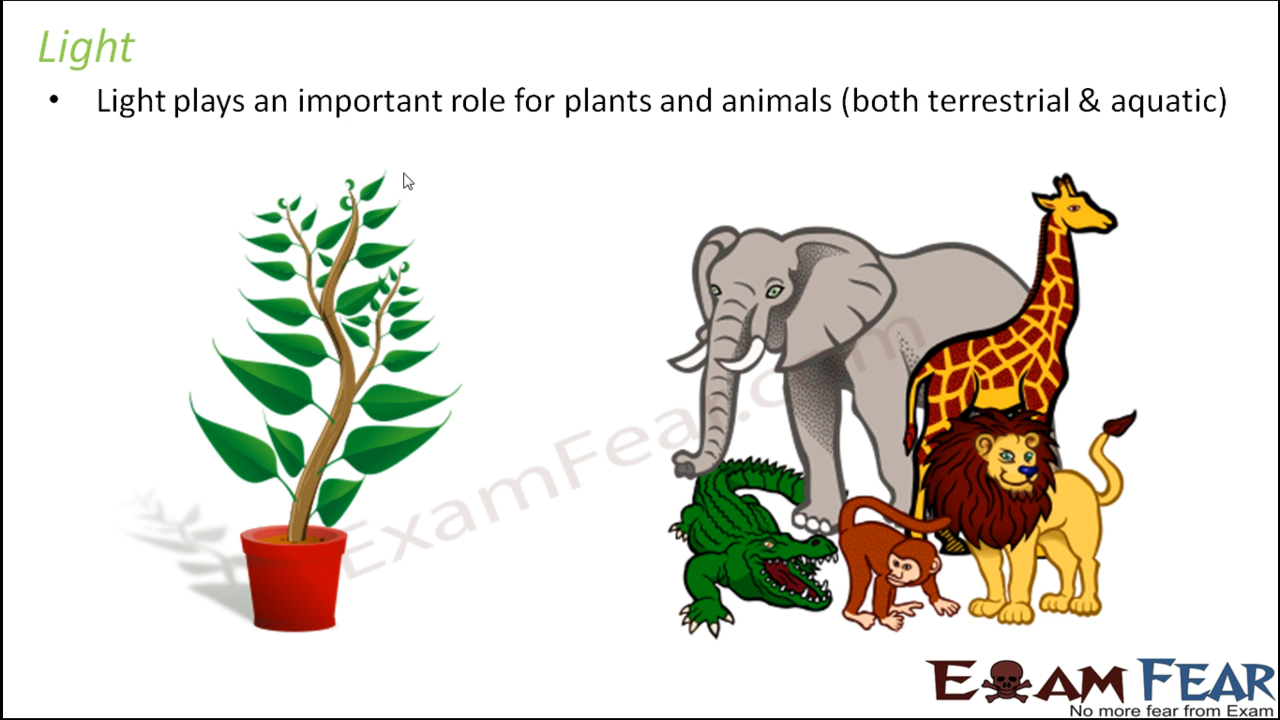 Light
• Light plays an important role for plants and animals (both terrestrial & aquatic)
ExamFear.com
EXAM FEAR
No more fear from Exam